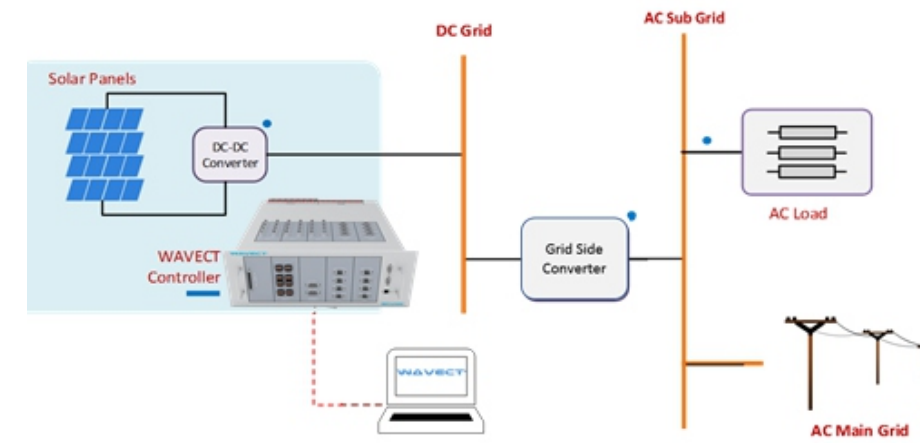 DC Grid
AC Sub Grid
Solar Panels
DC-DC
Converter
AC Load
Grid Side
Converter
WAVECT
Controller
WAVECT
WAVECT
AC Main Grid